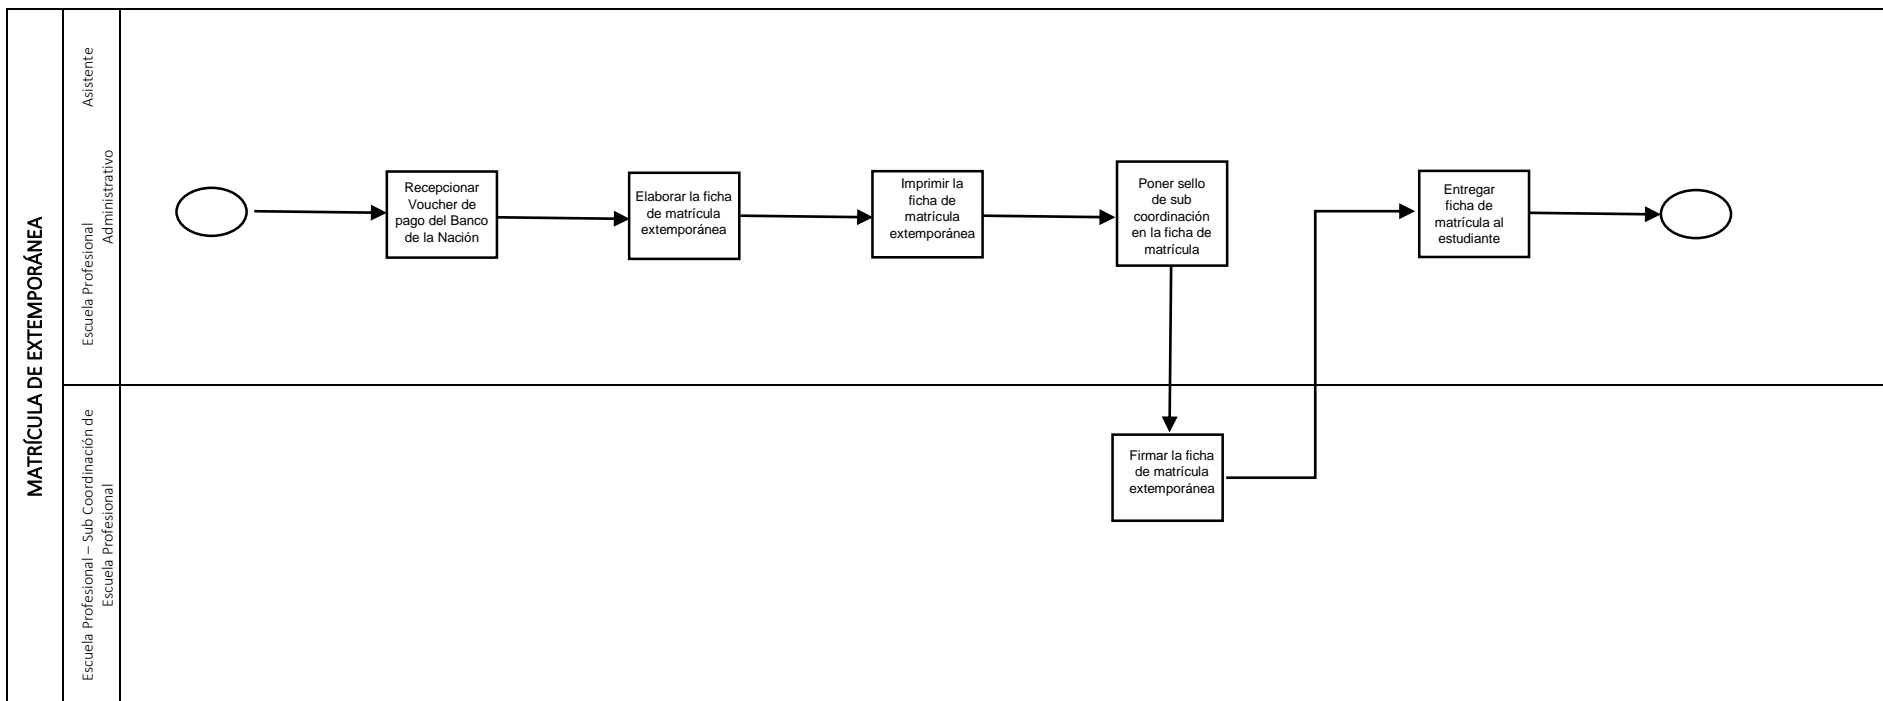 MATRÍCULA DE EXTEMPORÁNEA
Escuela Profesional Asistente
Administrativo
Recepcionar
Voucher de
pago del Banco
de la Nación
Elaborar la ficha
de matrícula
extemporánea
Imprimir la
ficha de
matrícula
extemporánea
Poner sello
de sub
coordinación
en la ficha de
matrícula
Entregar
ficha de
matrícula al
estudiante
Escuela Profesional – Sub Coordinación de
Escuela Profesional
Firmar la ficha
de matrícula
extemporánea